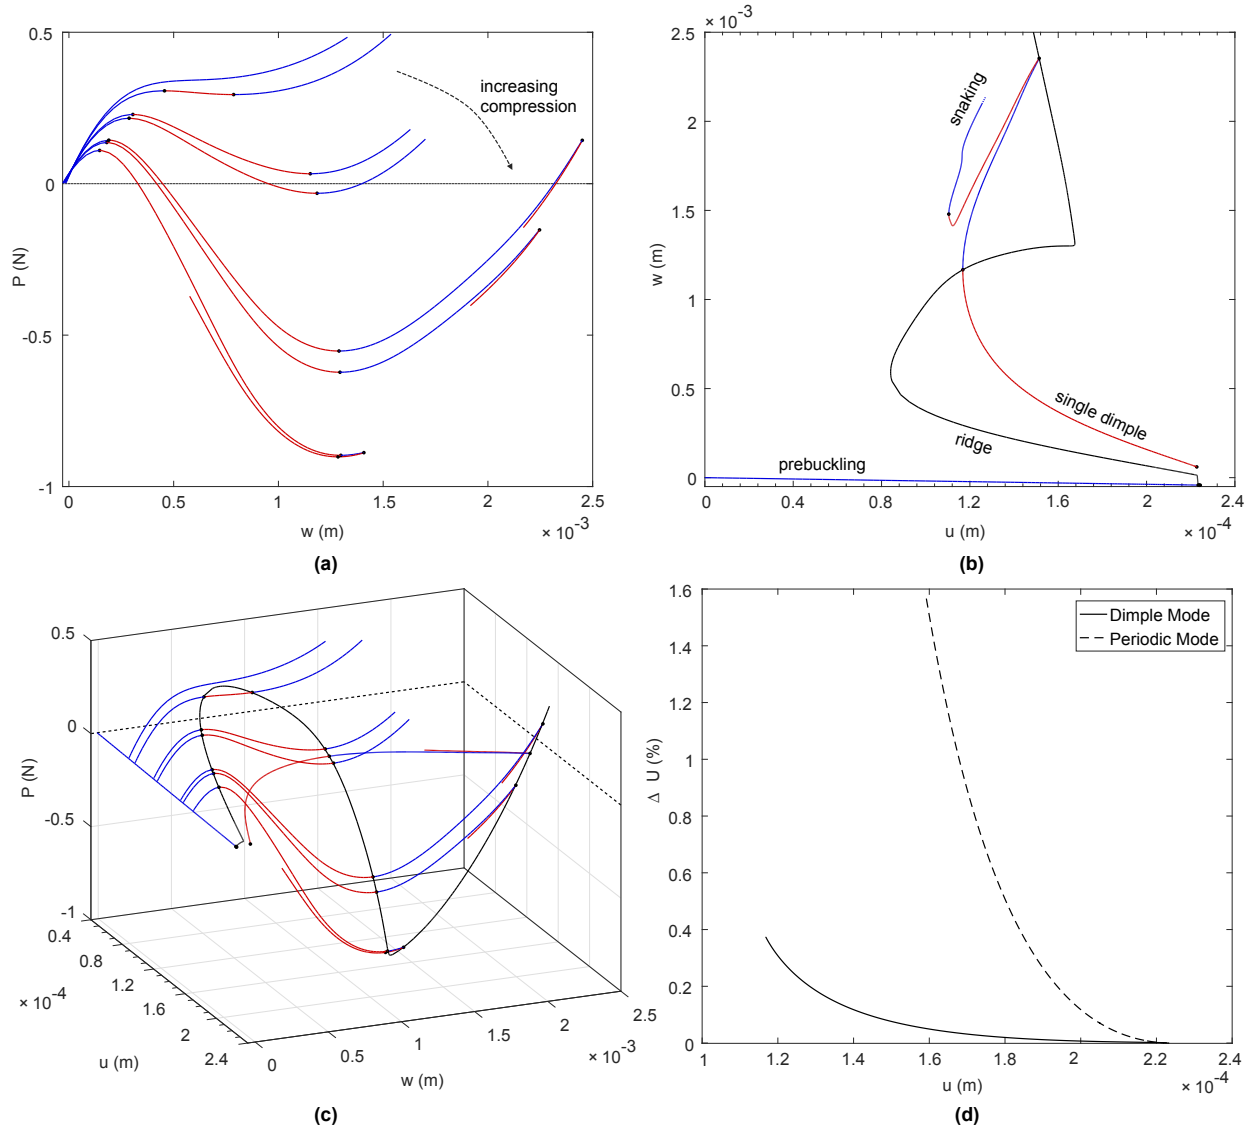 0.5
0
-0.5
-1
P (N)
increasing
compression
0
0.5
1
1.5
2
2.5
w (m)
× 10-3
(a)
× 10-3
2.5
2
1.5
1
0.5
0
w (m)
snaking
single dimple
ridge
prebuckling
0
0.4
0.8
1.2
1.6
2
2.4
u (m)
× 10-4
(b)
0.5
0
-0.5
-1
P (N)
0.4
0.8
1.2
1.6
2
2.4
× 10-4
u (m)
0
0.5
1
1.5
2
2.5
× 10-3
w (m)
(c)
1.6
1.4
1.2
1
0.8
0.6
0.4
0.2
0
Δ U (%)
Dimple Mode
Periodic Mode
1
1.2
1.4
1.6
1.8
2
2.2
2.4
u (m)
× 10-4
(d)